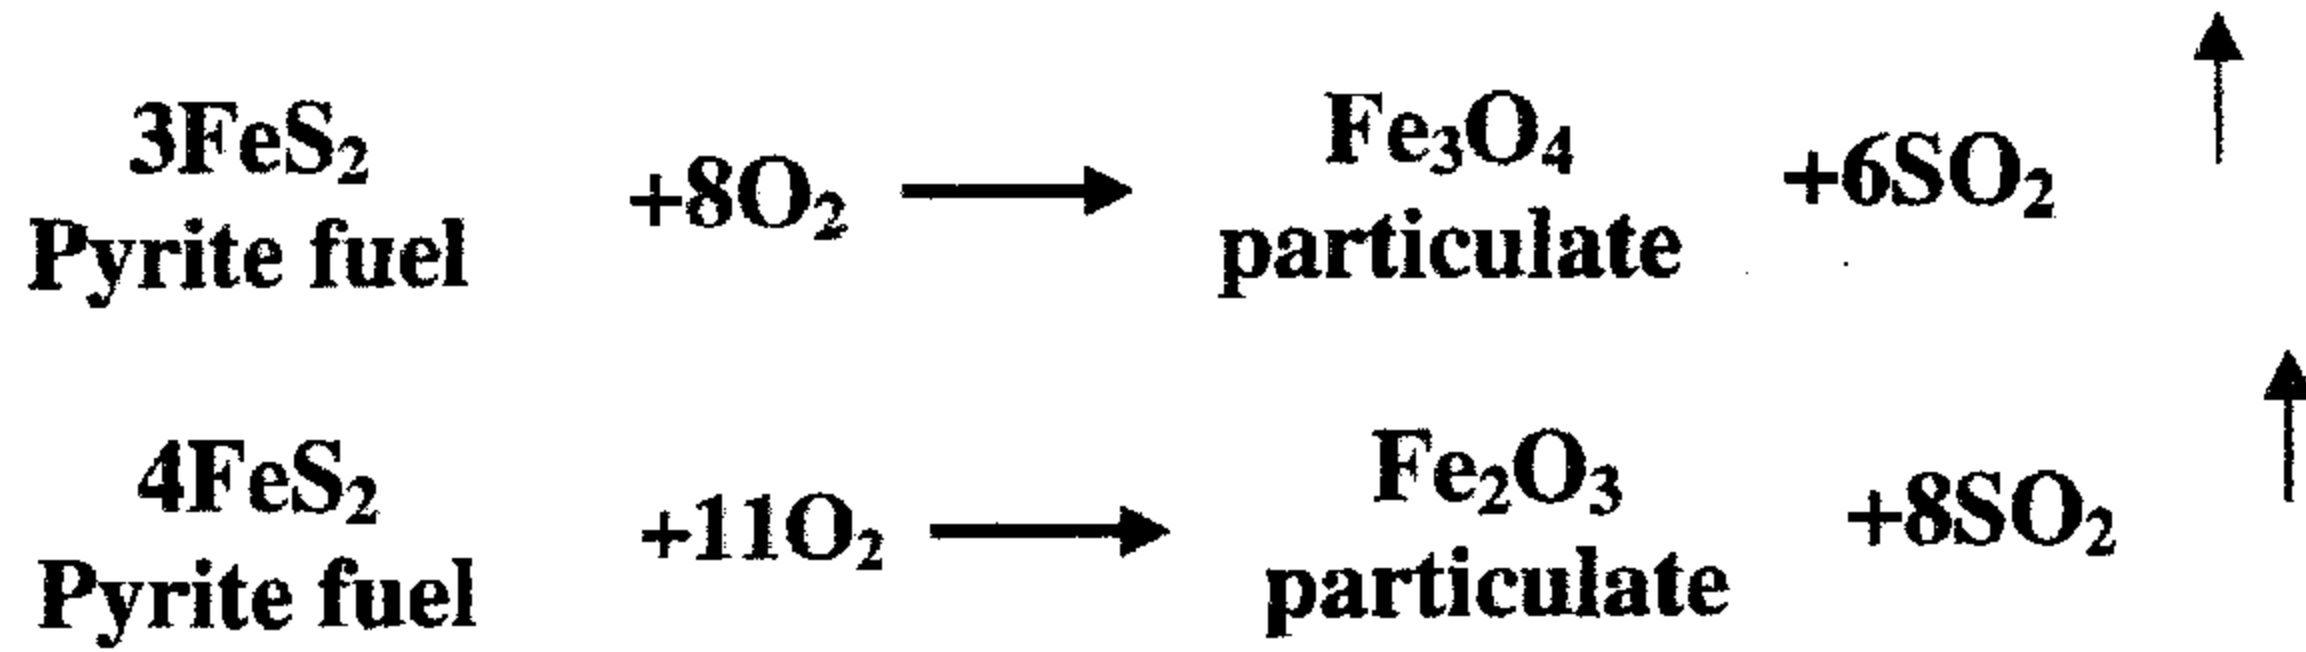 3FeS₂ +8O₂ ⟶ Fe₃O₄ +6SO₂ ↑
Pyrite fuel particulate
4FeS₂ +11O₂ ⟶ Fe₂O₃ +8SO₂ ↑
Pyrite fuel particulate